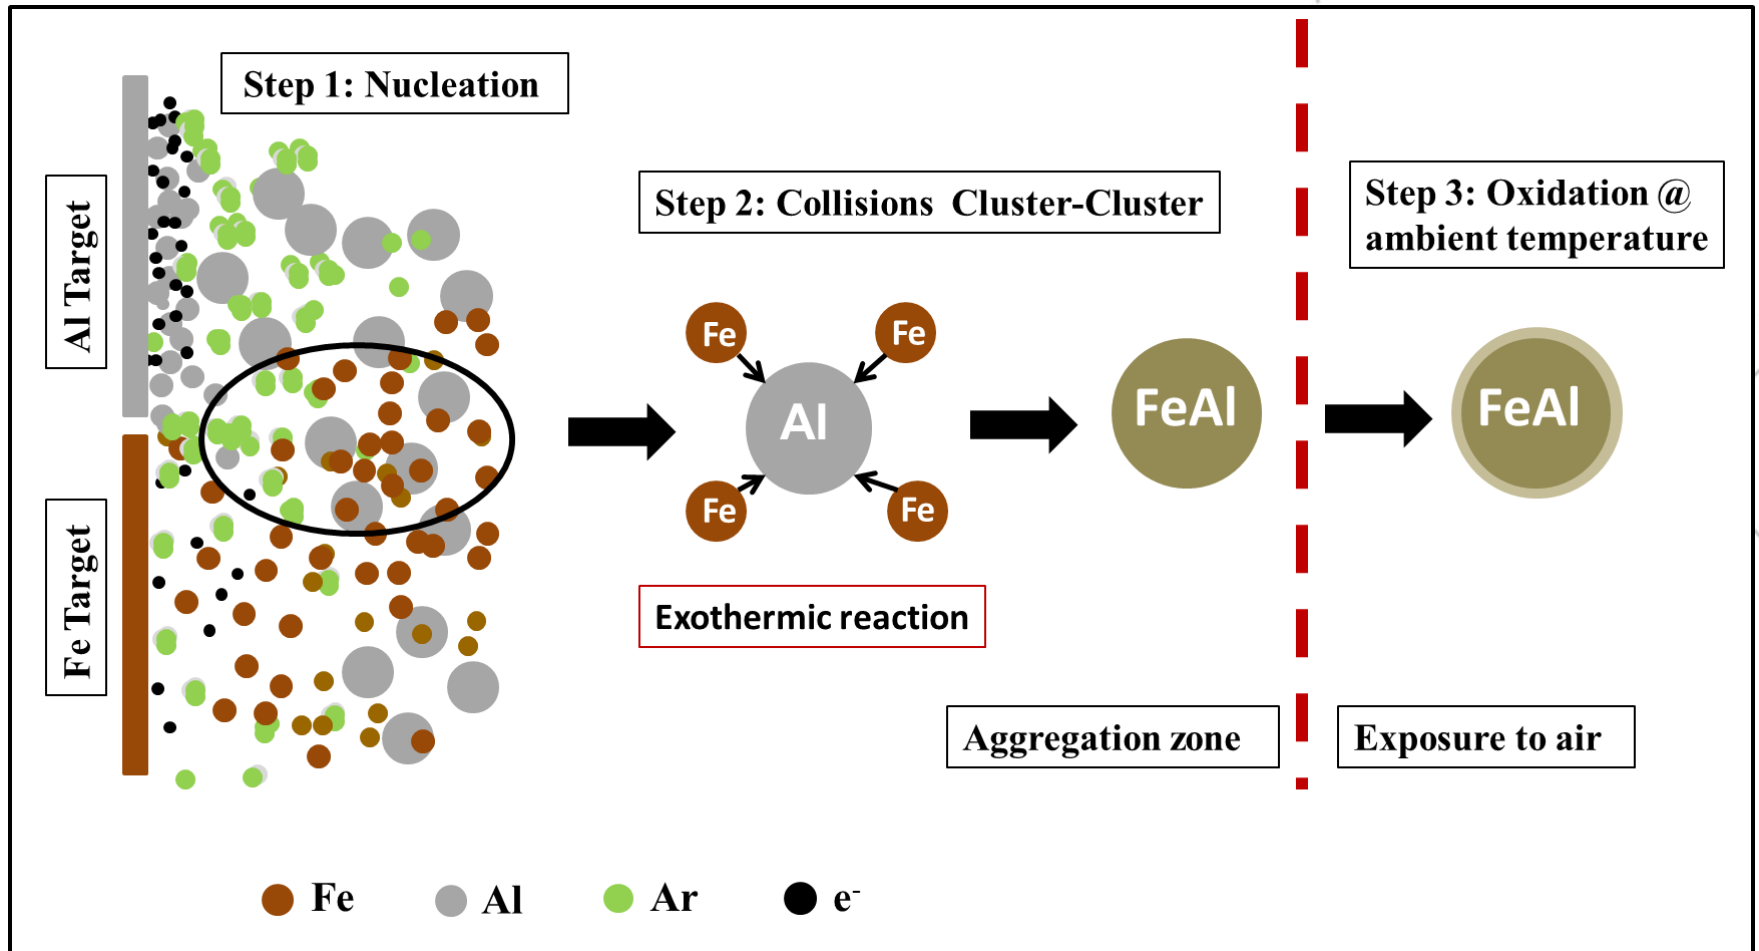 Step 1: Nucleation
Al Target
Fe Target
Step 2: Collisions Cluster-Cluster
Fe
Fe
Al
Fe
Fe
Exothermic reaction
FeAl
Aggregation zone
Step 3: Oxidation @
ambient temperature
FeAl
Exposure to air
Fe
Al
Ar
e⁻